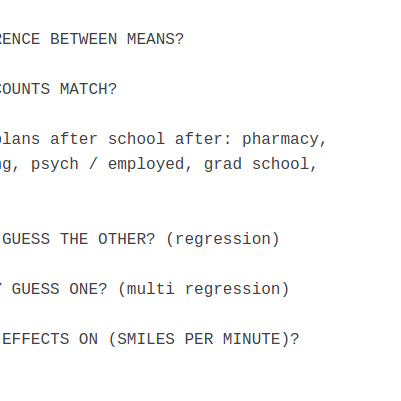 RENCE BETWEEN MEANS?
COUNTS MATCH?
plans after school after: pharmacy,
ng, psych / employed, grad school,
GUESS THE OTHER? (regression)
Y GUESS ONE? (multi regression)
EFFECTS ON (SMILES PER MINUTE)?